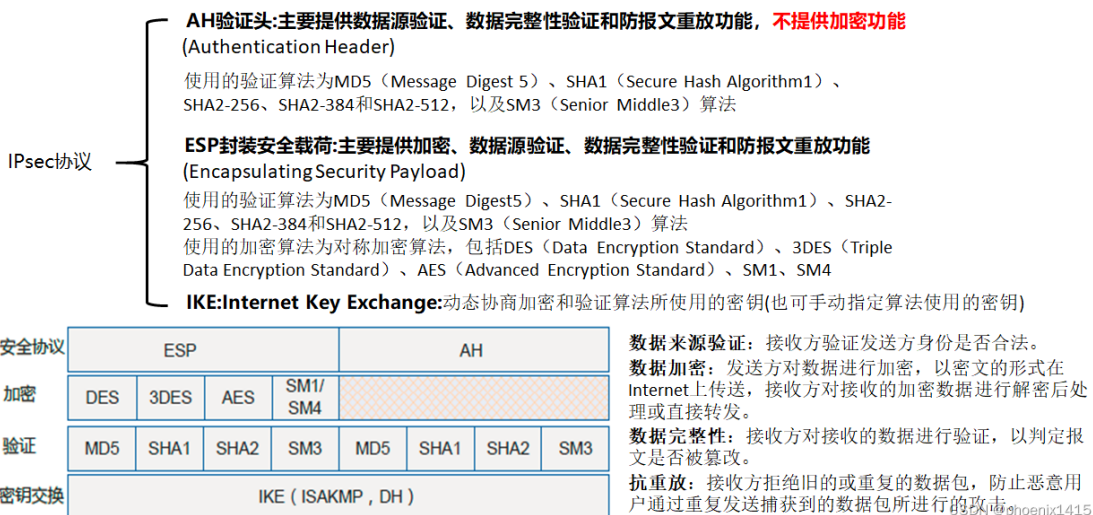 AH验证头:主要提供数据源验证、数据完整性验证和防报文重放功能，不提供加密功能
(Authentication Header)
使用的验证算法为MD5（Message Digest 5）、SHA1（Secure Hash Algorithm1）、
SHA2-256、SHA2-384和SHA2-512，以及SM3（Senior Middle3）算法
ESP封装安全载荷:主要提供加密、数据源验证、数据完整性验证和防报文重放功能
(Encapsulating Security Payload)
IPsec协议
使用的验证算法为MD5（Message Digest5）、SHA1（Secure Hash Algorithm1）、SHA2-
256、SHA2-384和SHA2-512，以及SM3（Senior Middle3）算法
使用的加密算法为对称加密算法，包括DES（Data Encryption Standard）、3DES（Triple
Data Encryption Standard）、AES（Advanced Encryption Standard）、SM1、SM4
IKE:Internet Key Exchange:动态协商加密和验证算法所使用的密钥(也可手动指定算法使用的密钥)
安全协议 ESP AH
加密 DES 3DES AES SM1/
SM4
验证 MD5 SHA1 SHA2 SM3 MD5 SHA1 SHA2 SM3
密钥交换 IKE（ISAKMP，DH）
数据来源验证：接收方验证发送方身份是否合法。
数据加密：发送方对数据进行加密，以密文的形式在
Internet上传送，接收方对接收的加密数据进行解密后处
理或直接转发。
数据完整性：接收方对接收的数据进行验证，以判定报
文是否被篡改。
抗重放：接收方拒绝旧的或重复的数据包，防止恶意用
户通过重复发送捕获到的数据包所进行的攻击。
CSDN @phoenix1415